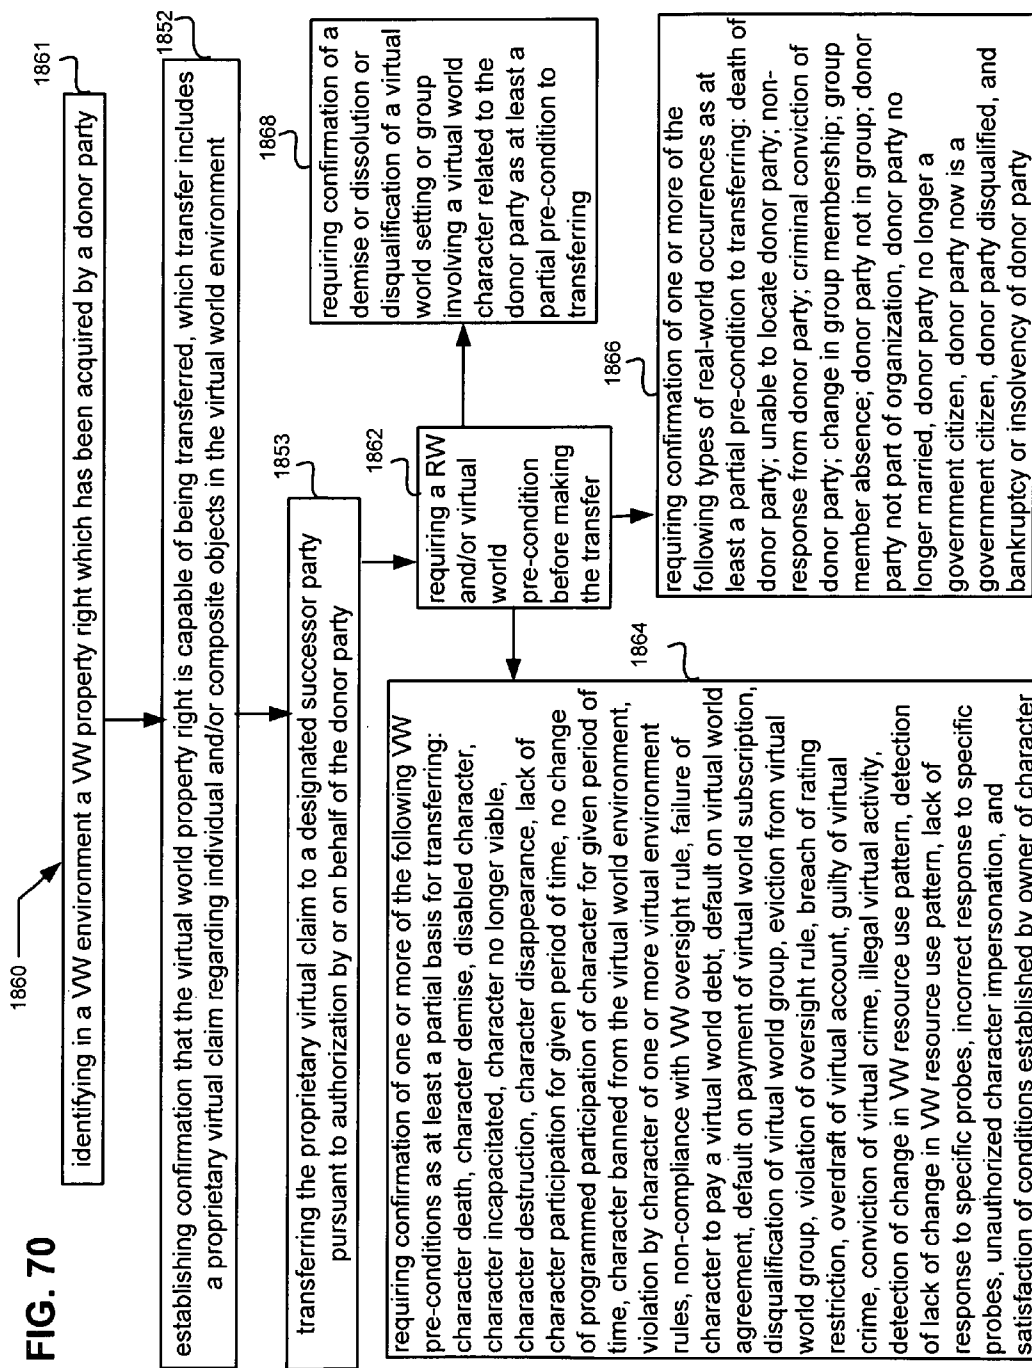 FIG. 70
1860
1861
identifying in a VW environment a VW property right which has been acquired by a donor party
1852
establishing confirmation that the virtual world property right is capable of being transferred, which transfer includes
a proprietary virtual claim regarding individual and/or composite objects in the virtual world environment
1853
transferring the proprietary virtual claim to a designated successor party
pursuant to authorization by or on behalf of the donor party
1862
requiring a RW
and/or virtual
world
pre-condition
before making
the transfer
1868
requiring confirmation of a
demise or dissolution or
disqualification of a virtual
world setting or group
involving a virtual world
character related to the
donor party as at least a
partial pre-condition to
transferring
1864
requiring confirmation of one or more of the following VW
pre-conditions as at least a partial basis for transferring:
character death, character demise, disabled character,
character incapacitated, character no longer viable,
character destruction, character disappearance, lack of
character participation for given period of time, no change
of programmed participation of character for given period of
time, character banned from the virtual world environment,
violation by character of one or more virtual environment
rules, non-compliance with VW oversight rule, failure of
character to pay a virtual world debt, default on virtual world
agreement, default on payment of virtual world subscription,
disqualification of virtual world group, eviction from virtual
world group, violation of oversight rule, breach of rating
restriction, overdraft of virtual account, guilty of virtual
crime, conviction of virtual crime, illegal virtual activity,
detection of change in VW resource use pattern, detection
of lack of change in VW resource use pattern, lack of
response to specific probes, incorrect response to specific
probes, unauthorized character impersonation, and
satisfaction of conditions established by owner of character
1866
requiring confirmation of one or more of the
following types of real-world occurrences as at
least a partial pre-condition to transferring: death of
donor party; unable to locate donor party; non-
response from donor party; criminal conviction of
donor party; change in group membership; group
member absence; donor party not in group; donor
party not part of organization, donor party no
longer married, donor party no longer a
government citizen, donor party now is a
government citizen, donor party disqualified, and
bankruptcy or insolvency of donor party